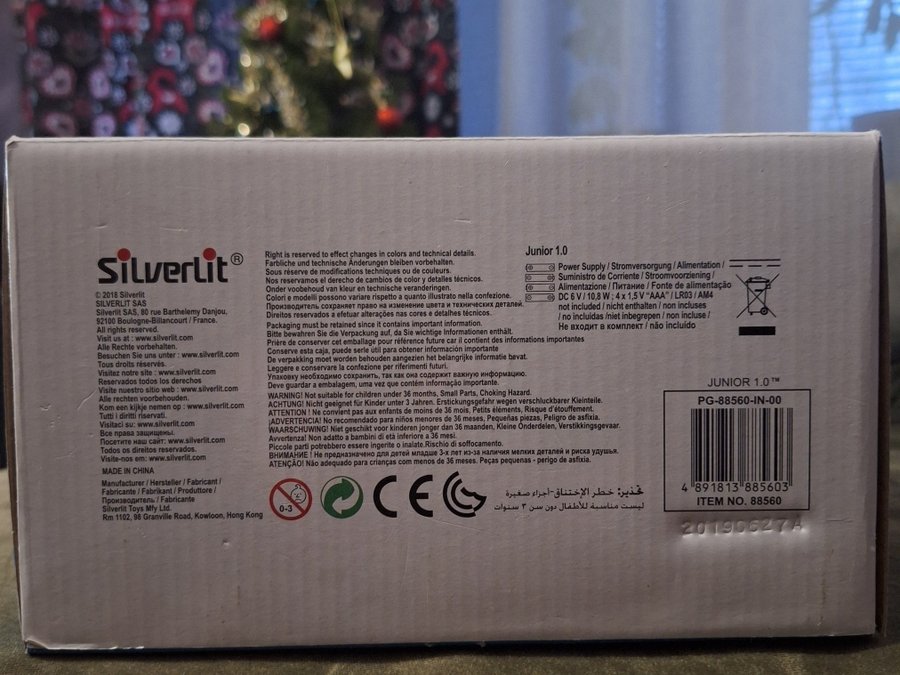 Silverlit®
© 2018 Silverlit
SILVERLIT SAS
Silverlit SAS, 80 rue Barthelemy Danjou,
92100 Boulogne-Billancourt / France.
All rights reserved.
Visit us at : www.silverlit.com
Alle Rechte vorbehalten.
Besuchen Sie uns unter : www.silverlit.com
Tous droits réservés.
Visitez notre site : www.silverlit.com
Reservados todos los derechos
Visite nuestro sitio web : www.silverlit.com
Alle rechten voorbehouden.
Kom een kijkje nemen op : www.silverlit.com
Tutti i diritti riservati.
Visitaci su: www.silverlit.com
Все права защищены.
Посетите наш сайт: www.silverlit.com
Todos os direitos reservados.
Visite-nos em: www.silverlit.com
MADE IN CHINA
Manufacturer / Hersteller / Fabricant /
Fabricante / Fabrikant / Produttore /
Производитель / Fabricante
Silverlit Toys Mfy Ltd.
Rm 1102, 98 Granville Road, Kowloon, Hong Kong
Right is reserved to effect changes in colors and technical details.
Farbliche und technische Änderungen bleiben vorbehalten.
Sous réserve de modifications techniques ou de couleurs.
Nos reservamos el derecho de cambios de color y detalles técnicos.
Onder voorbehoud van kleur en technische veranderingen.
Colori e modelli possono variare rispetto a quanto illustrato nella confezione.
Производитель сохраняет право на изменение цвета и технических деталей.
Direitos reservados a efetuar alterações nas cores e detalhes técnicos.
Packaging must be retained since it contains important information.
Bitte bewahren Sie die Verpackung auf, da Sie wichtige Informationen enthält.
Prière de conserver cet emballage pour référence future car il contient des informations importantes
Conserve esta caja, puede serle útil para obtener información importante
De verpakking moet worden behouden aangezien het belangrijke informatie bevat.
Leggere e conservare la confezione per riferimenti futuri.
Упаковку необходимо сохранить, так как она содержит важную информацию.
Deve guardar a embalagem, uma vez que contém informação importante.
WARNING! Not suitable for children under 36 months. Small Parts, Choking Hazard.
ACHTUNG! Nicht geeignet für Kinder unter 3 Jahren. Erstickungsgefahr wegen verschluckbarer Kleinteile.
ATTENTION ! Ne convient pas aux enfants de moins de 36 mois, Petits éléments, Risque d'étouffement.
¡ADVERTENCIA! No recomendado para niños menores de 36 meses. Pequeñas piezas, Peligro de asfixia.
WAARSCHUWING! Niet geschikt voor kinderen jonger dan 36 maanden, Kleine Onderdelen, Verstikkingsgevaar.
Avvertenza! Non adatto a bambini di età inferiore a 36 mesi.
Piccole parti potrebbero essere ingerite o inalate.Rischio di soffocamento.
ВНИМАНИЕ ! Не предназначено для детей младше 3-х лет из-за наличия мелких деталей и риска удушья.
ATENÇÃO! Não adequado para crianças com menos de 36 meses. Peças pequenas - perigo de asfixia.
0-3
CE
تحذير: خطر الإختناق-أجزاء صغيرة
ليست مناسبة للأطفال دون سن ٣ سنوات
Junior 1.0
Power Supply / Stromversorgung / Alimentation /
Suministro de Corriente / Stroomvoorziening /
Alimentazione / Питание / Fonte de alimentação
DC 6 V / 10,8 W ; 4 x 1,5V "AAA" / LR03 / AM4
not included / nicht enthalten / non incluses
/ no incluidas / niet inbegrepen / non incluse /
Не входит в комплект / não incluído
JUNIOR 1.0™
PG-88560-IN-00
4 891813 885603
ITEM NO. 88560
20190627A